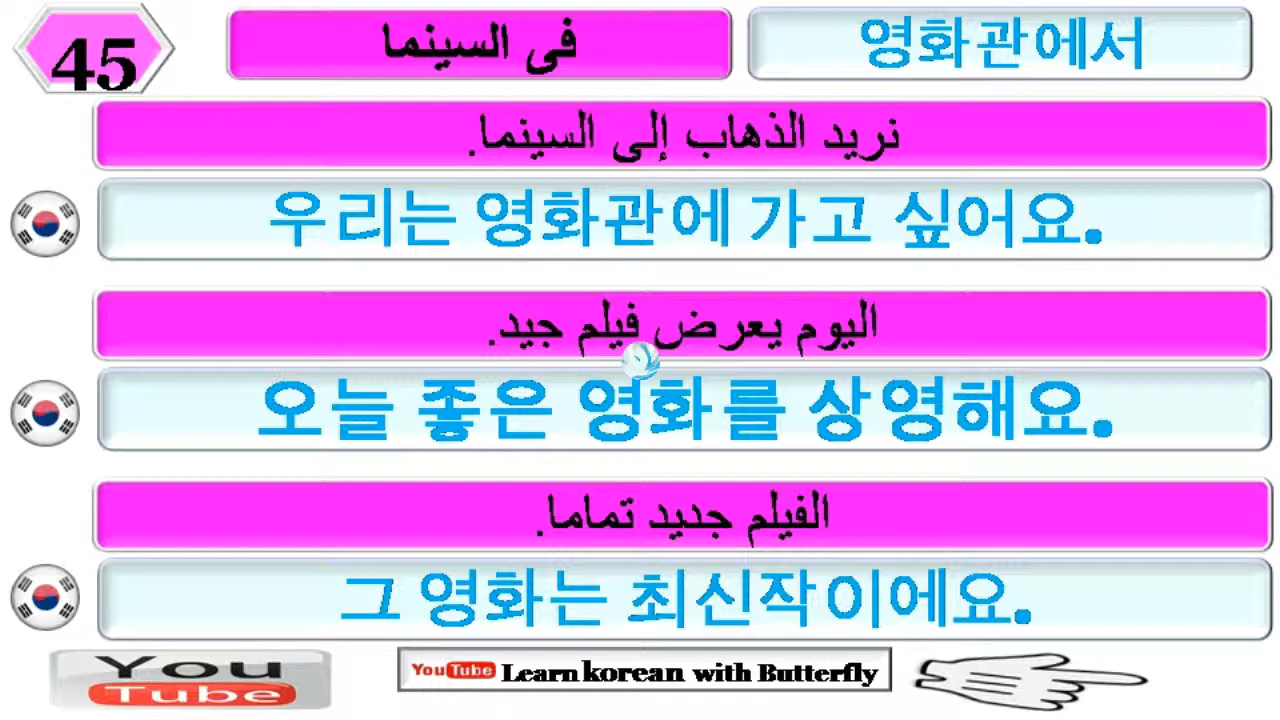 45
فى السينما
영화관에서
نريد الذهاب إلى السينما.
우리는 영화관에 가고 싶어요.
اليوم يعرض فيلم جيد.
오늘 좋은 영화를 상영해요.
الفيلم جديد تماما.
그 영화는 최신작이에요.
You
Tube
YouTube Learn korean with Butterfly